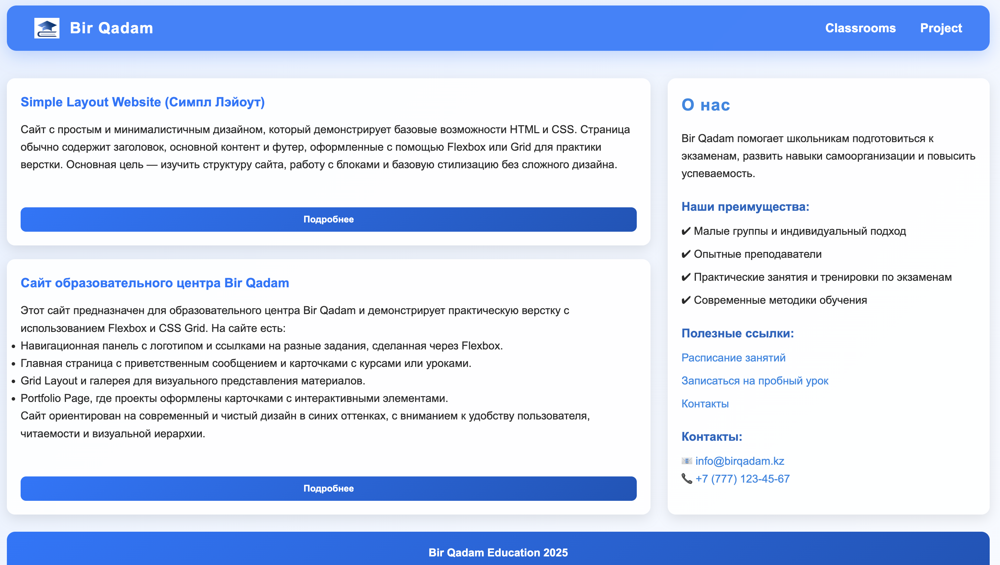 Bir Qadam
Classrooms
Project
Simple Layout Website (Симпл Лэйоут)
Сайт с простым и минималистичным дизайном, который демонстрирует базовые возможности HTML и CSS. Страница
обычно содержит заголовок, основной контент и футер, оформленные с помощью Flexbox или Grid для практики
верстки. Основная цель — изучить структуру сайта, работу с блоками и базовую стилизацию без сложного дизайна.
Подробнее
Сайт образовательного центра Bir Qadam
Этот сайт предназначен для образовательного центра Bir Qadam и демонстрирует практическую верстку с
использованием Flexbox и CSS Grid. На сайте есть:
• Навигационная панель с логотипом и ссылками на разные задания, сделанная через Flexbox.
• Главная страница с приветственным сообщением и карточками с курсами или уроками.
• Grid Layout и галерея для визуального представления материалов.
• Portfolio Page, где проекты оформлены карточками с интерактивными элементами.
Сайт ориентирован на современный и чистый дизайн в синих оттенках, с вниманием к удобству пользователя,
читаемости и визуальной иерархии.
Подробнее
О нас
Bir Qadam помогает школьникам подготовиться к
экзаменам, развить навыки самоорганизации и повысить
успеваемость.
Наши преимущества:
✔ Малые группы и индивидуальный подход
✔ Опытные преподаватели
✔ Практические занятия и тренировки по экзаменам
✔ Современные методики обучения
Полезные ссылки:
Расписание занятий
Записаться на пробный урок
Контакты
Контакты:
📧 info@birqadam.kz
📞 +7 (777) 123-45-67
Bir Qadam Education 2025